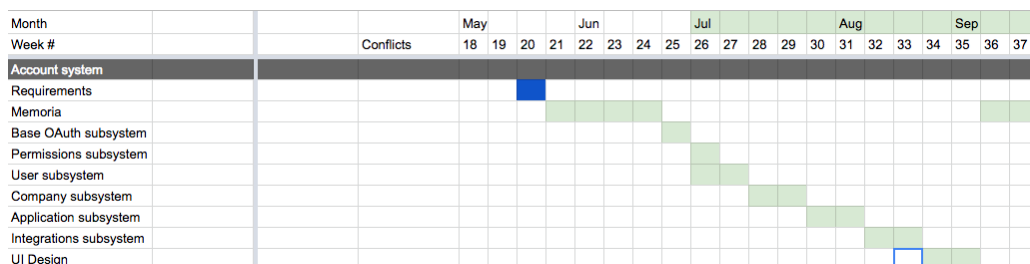 Month May Jun Jul Aug Sep
Week # Conflicts 18 19 20 21 22 23 24 25 26 27 28 29 30 31 32 33 34 35 36 37
Account system
Requirements
Memoria
Base OAuth subsystem
Permissions subsystem
User subsystem
Company subsystem
Application subsystem
Integrations subsystem
UI Design